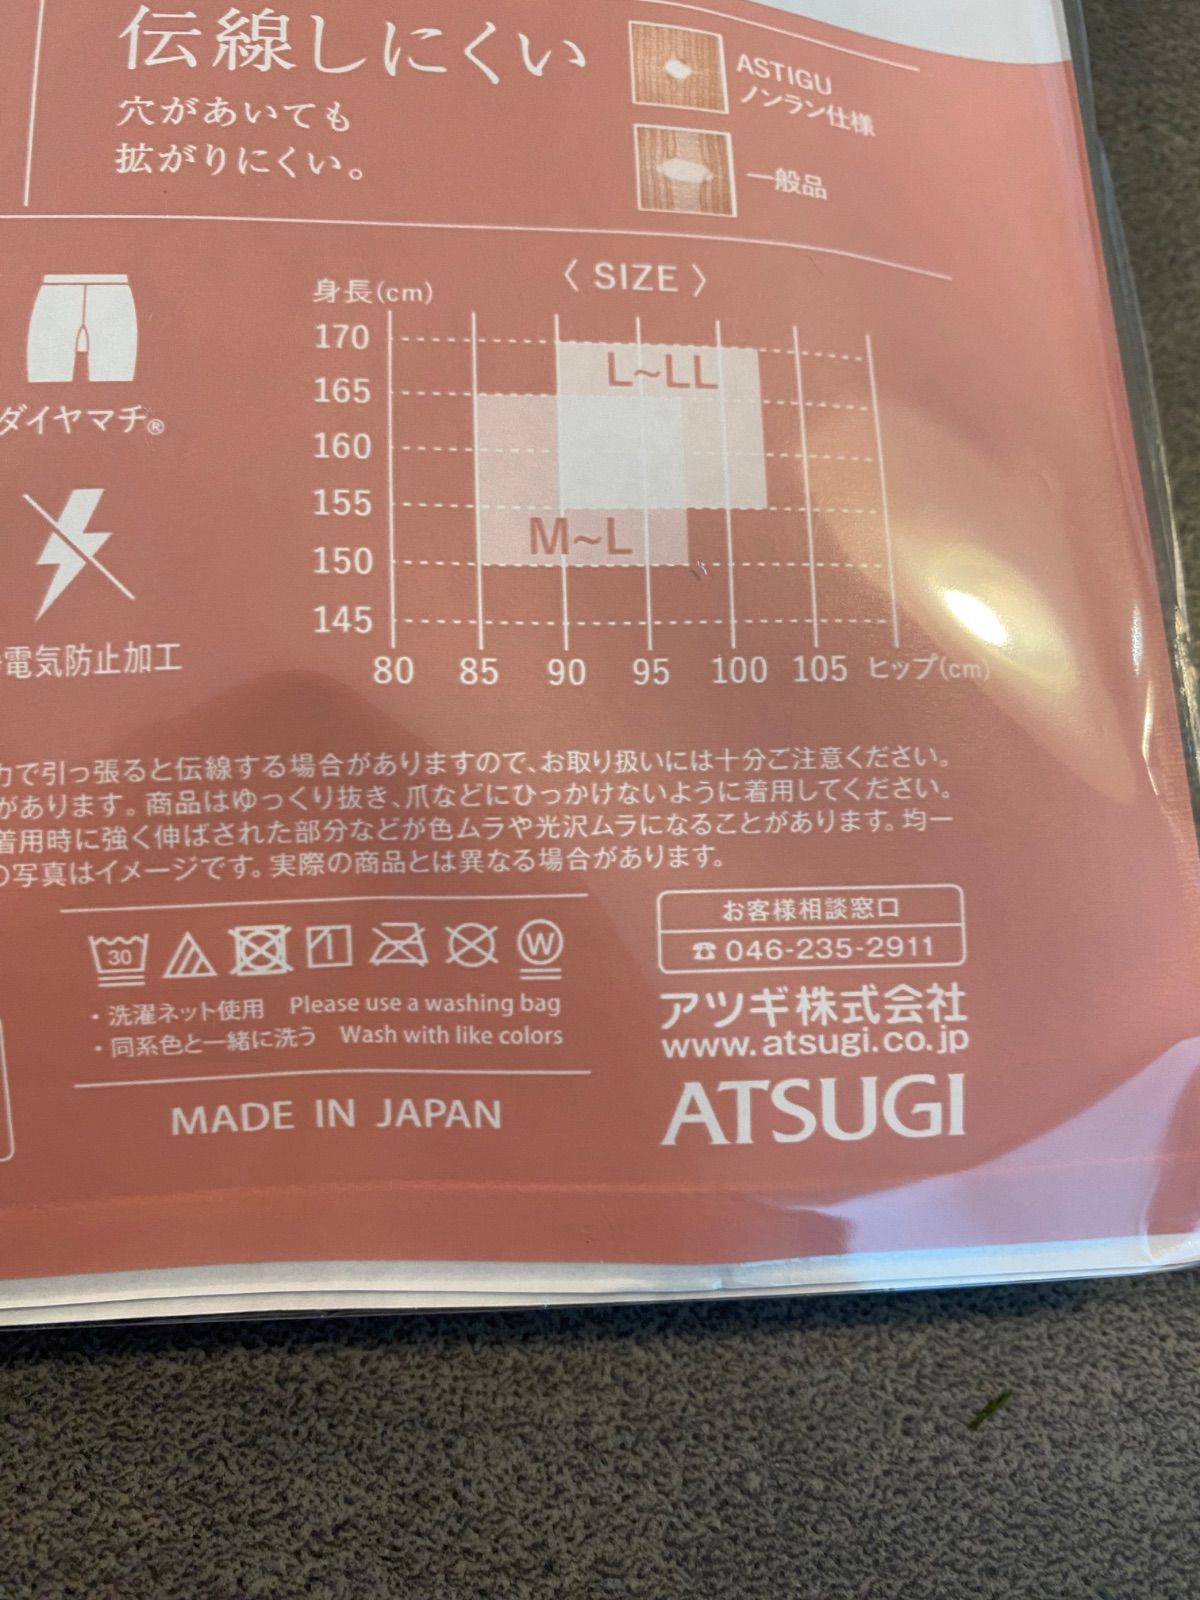 伝線しにくい
穴があいても
拡がりにくい。
ASTIGU
ノンラン仕様
一般品
ダイヤマチ®
電気防止加工
〈 SIZE 〉
身長(cm)
170
165
160
155
150
145
L~LL
M~L
80 85 90 95 100 105 ヒップ(cm)
力で引っ張ると伝線する場合がありますので、お取り扱いには十分ご注意ください。
があります。商品はゆっくり抜き、爪などにひっかけないように着用してください。
着用時に強く伸ばされた部分などが色ムラや光沢ムラになることがあります。均一
の写真はイメージです。実際の商品とは異なる場合があります。
30
W
・洗濯ネット使用 Please use a washing bag
・同系色と一緒に洗う Wash with like colors
MADE IN JAPAN
お客様相談窓口
☎046-235-2911
アツギ株式会社
www.atsugi.co.jp
ATSUGI